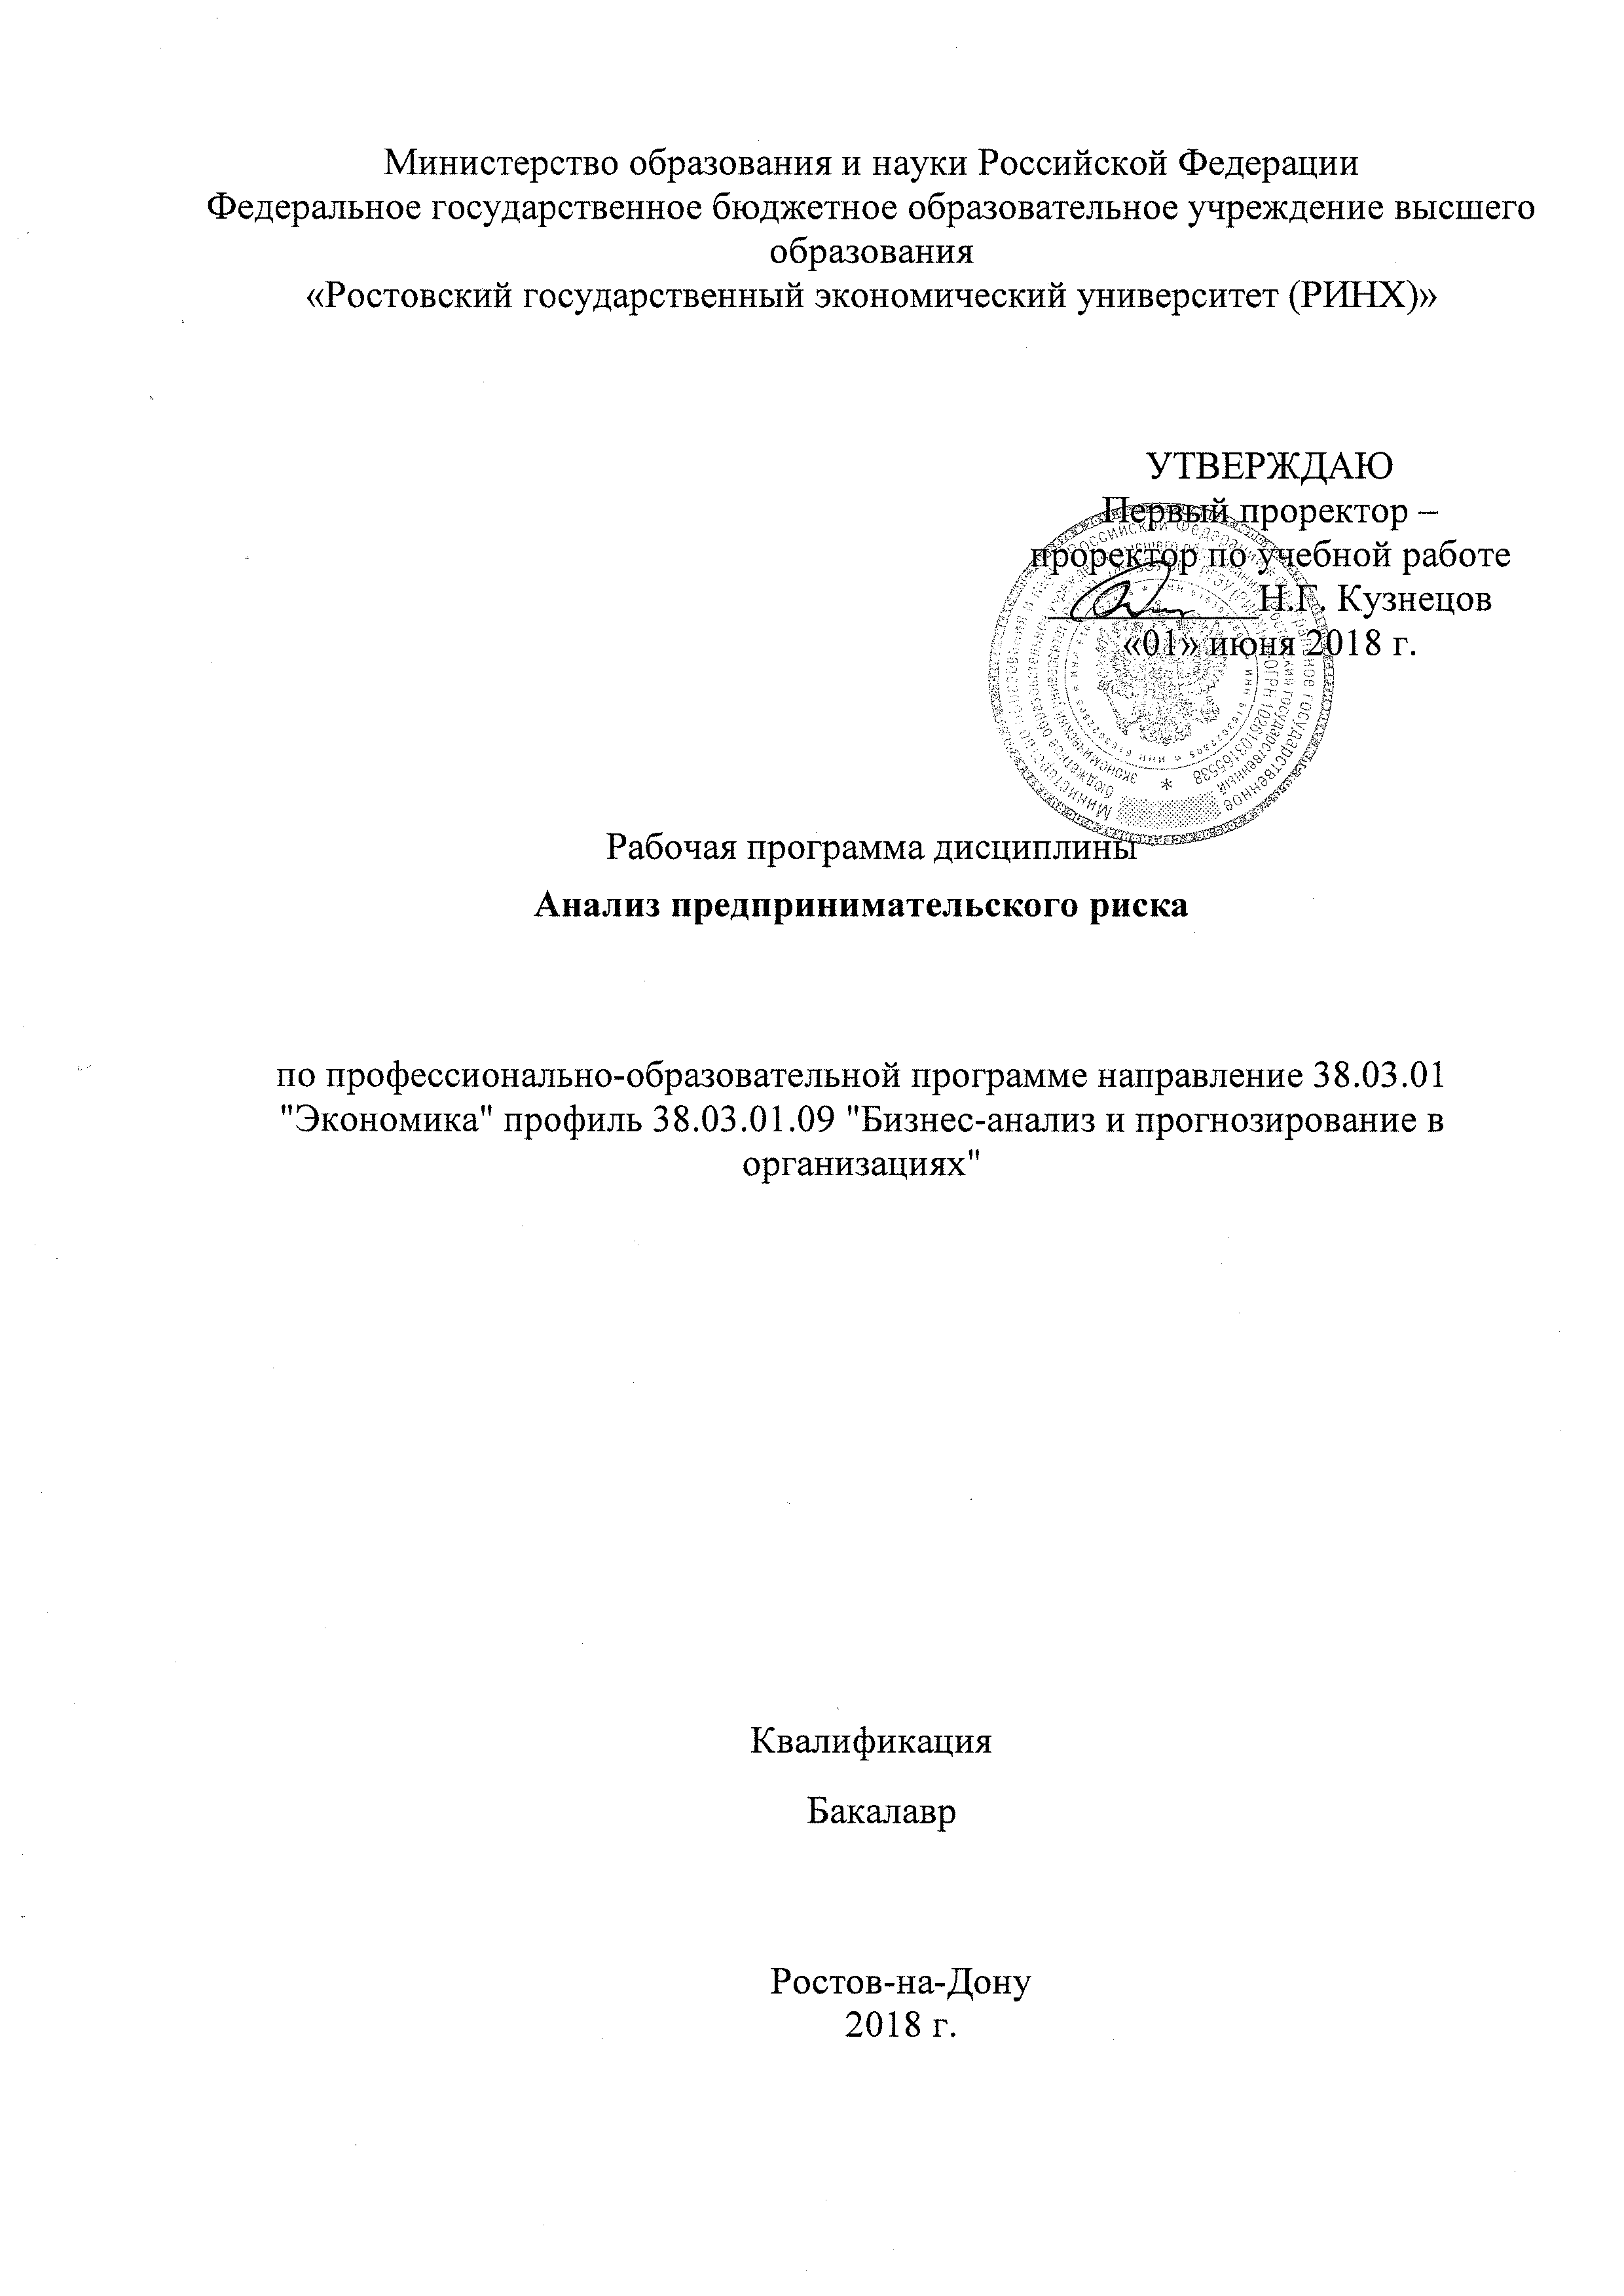 Министерство образования и науки Российской Федерации
Федеральное государственное бюджетное образовательное учреждение высшего
образования
«Ростовский государственный экономический университет (РИНХ)»
УТВЕРЖДАЮ
Первый проректор –
проректор по учебной работе
Н.Г. Кузнецов
«01» июня 2018 г.
Рабочая программа дисциплины
Анализ предпринимательского риска
по профессионально-образовательной программе направление 38.03.01
"Экономика" профиль 38.03.01.09 "Бизнес-анализ и прогнозирование в
организациях"
Квалификация
Бакалавр
Ростов-на-Дону
2018 г.